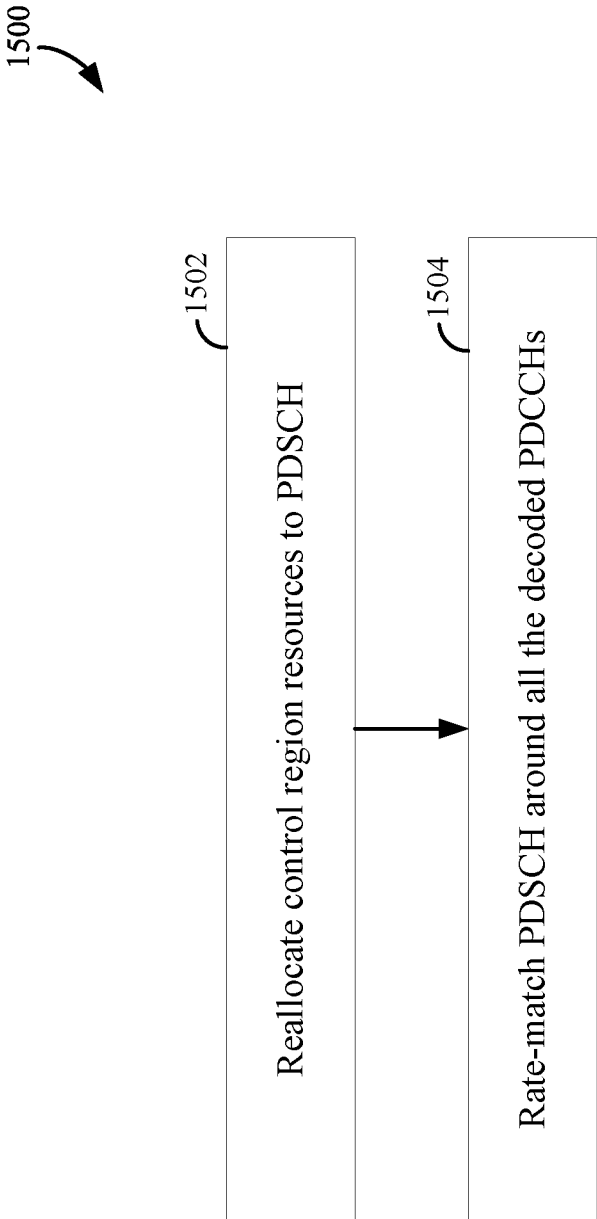 1500
1502
Reallocate control region resources to PDSCH
1504
Rate-match PDSCH around all the decoded PDCCHs